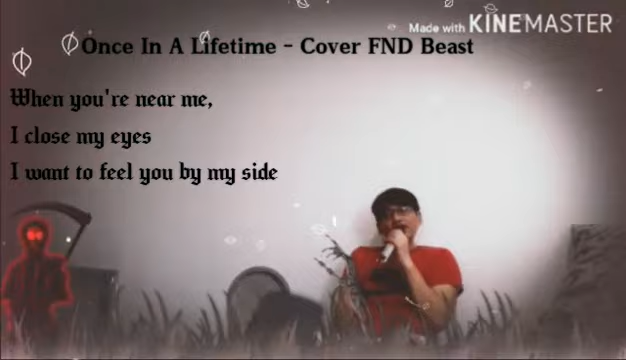 Made with KINEMASTER
Once In A Lifetime - Cover FND Beast
When you're near me,
I close my eyes
I want to feel you by my side